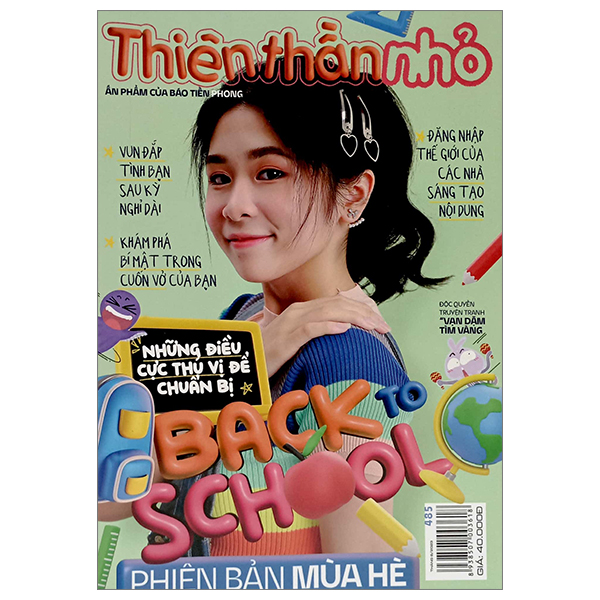 Thiên thần nhỏ
ẤN PHẨM CỦA BÁO TIỀN PHONG
VUN ĐẮP
TÌNH BẠN
SAU KỲ
NGHỈ DÀI
KHÁM PHÁ
BÍ MẬT TRONG
CUỐN VỞ CỦA BẠN
ĐĂNG NHẬP
THẾ GIỚI CỦA
CÁC NHÀ
SÁNG TẠO
NỘI DUNG
ĐỘC QUYỀN
TRUYỆN TRANH
"VẠN DẶM
TÌM VÀNG
NHỮNG ĐIỀU
CỰC THÚ VỊ ĐỂ
CHUẨN BỊ
BACK TO
SCHOOL
PHIÊN BẢN MÙA HÈ
485
8 938507 003618
GIÁ: 40.000Đ